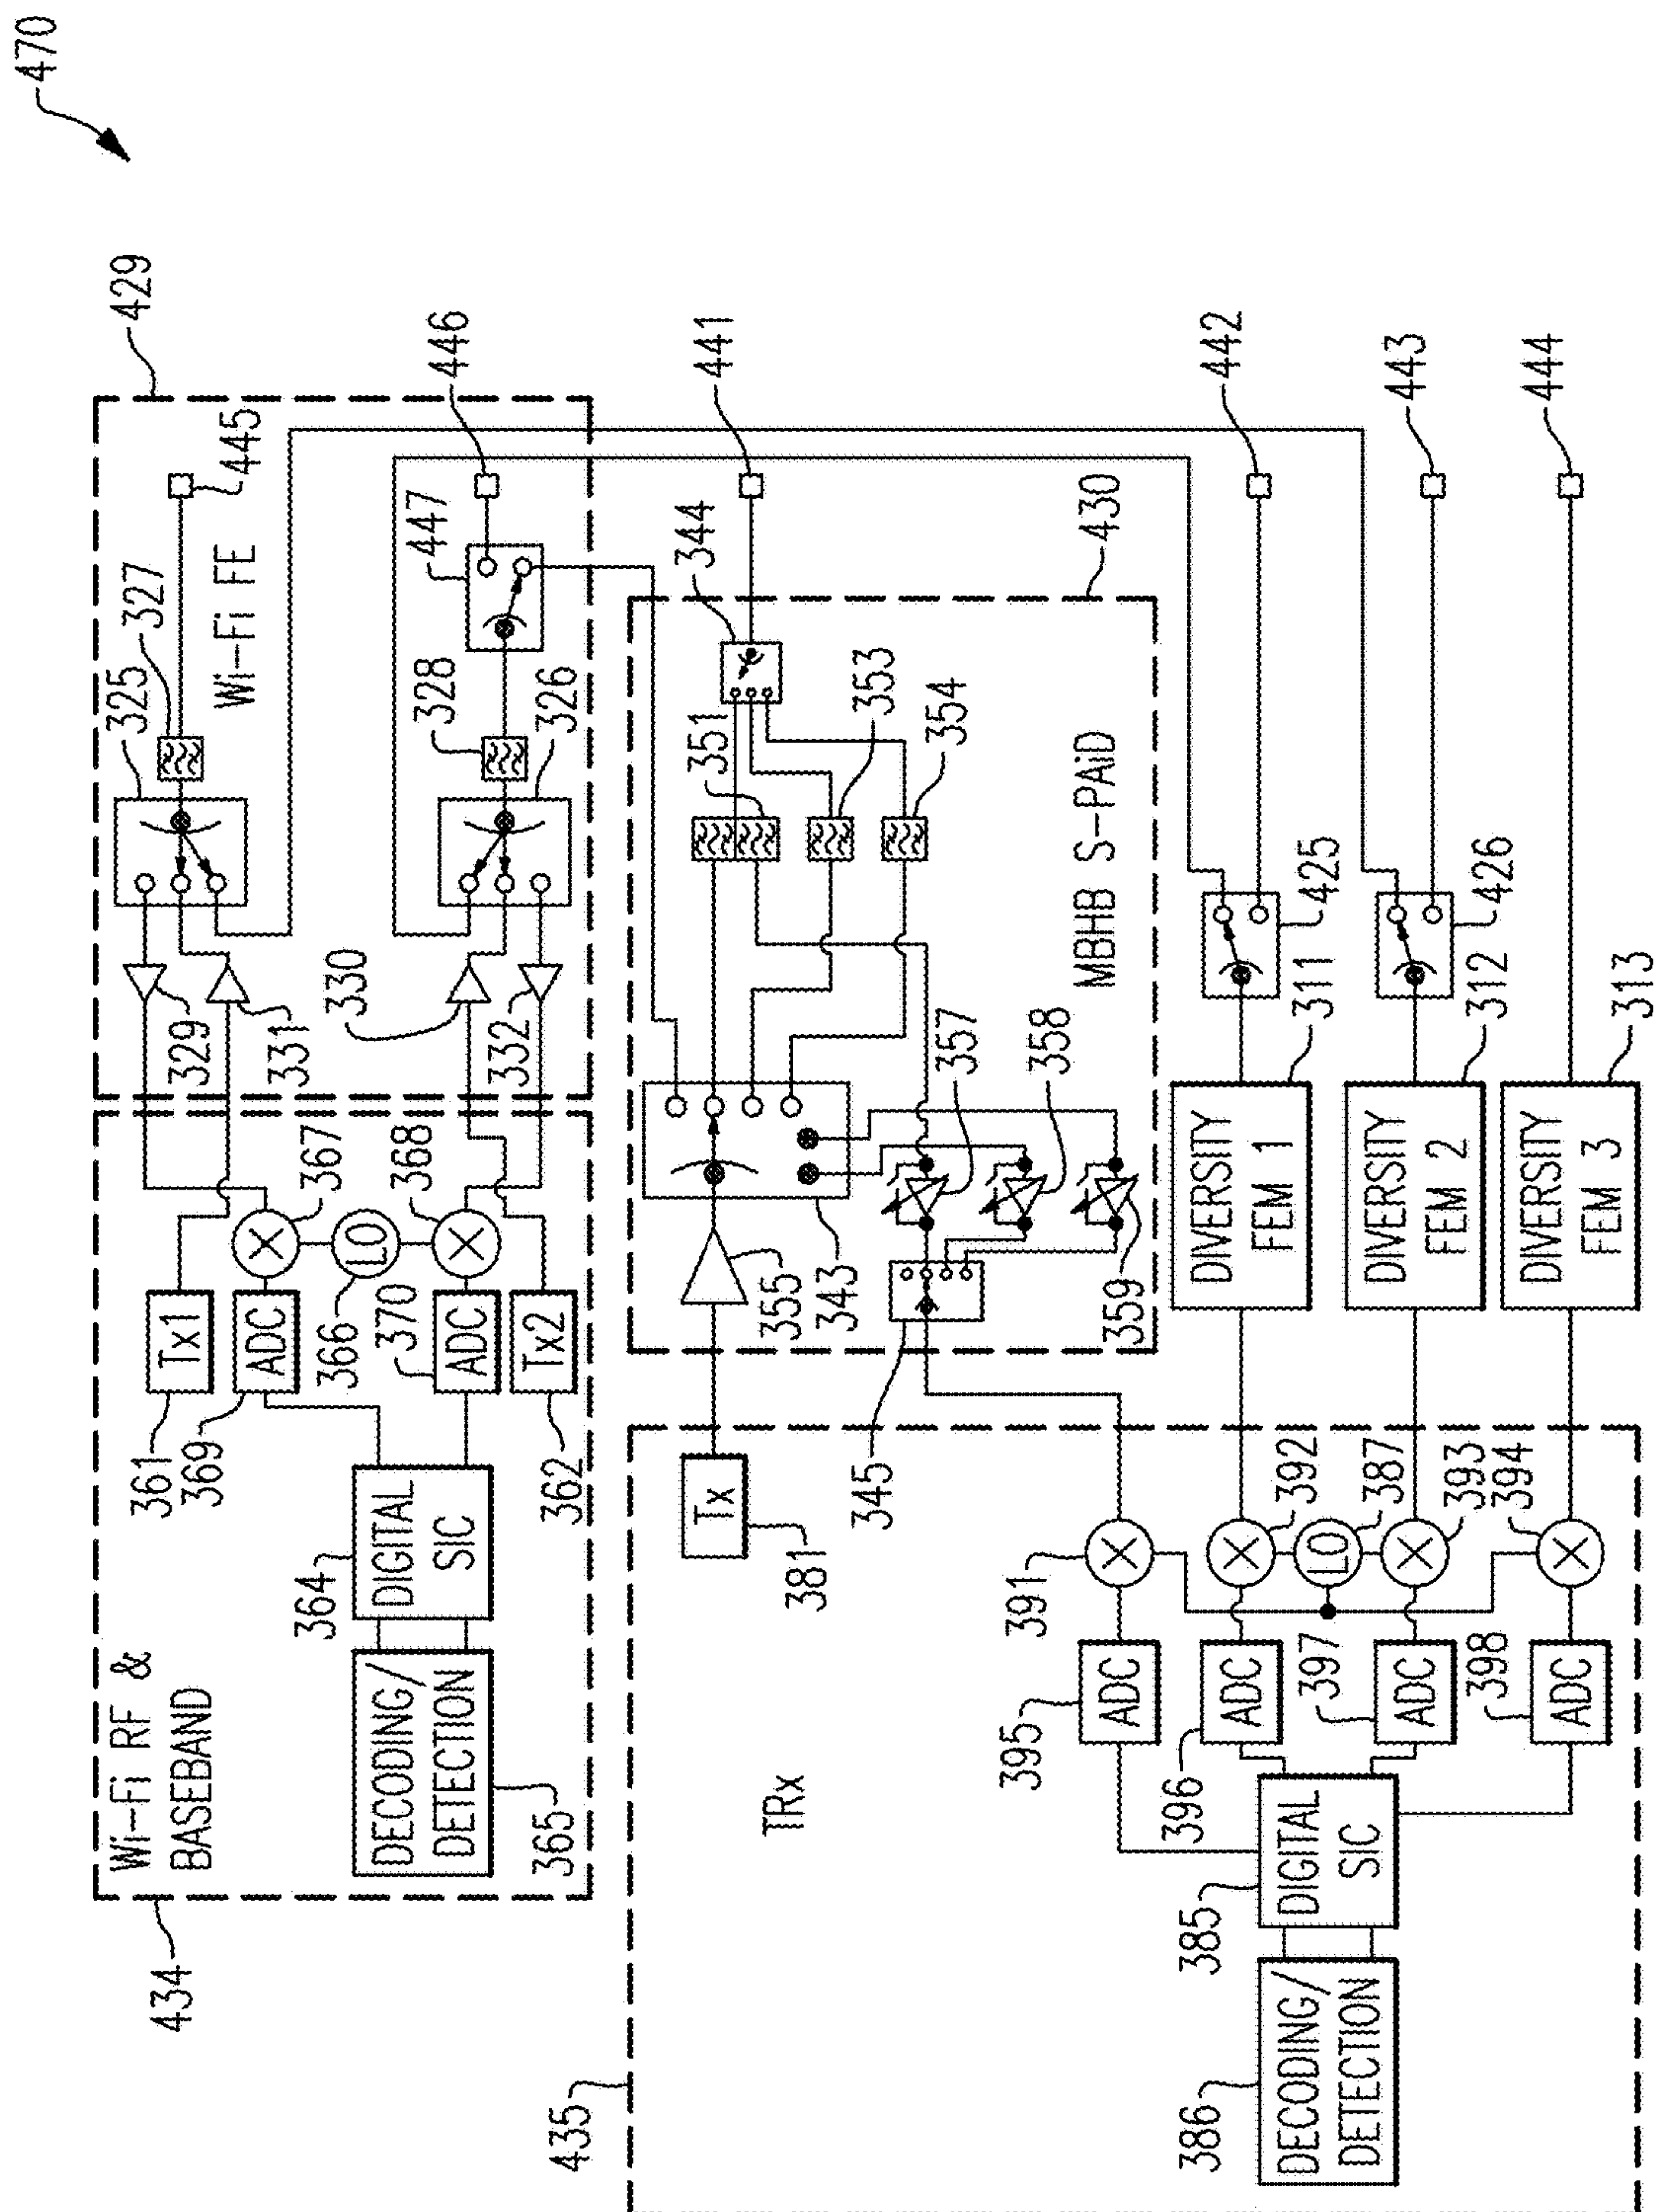 470
429
Wi-Fi FE
445
327
325
446
447
328
326
329
331
330
332
Wi-Fi RF &
BASEBAND
434
367
368
LO
366
Tx1
361
ADC
369
370
ADC
Tx2
362
DIGITAL
SIC
364
DECODING/
DETECTION
365
441
344
430
351
353
354
MBHB S-PAiD
357
358
359
355
343
345
442
443
444
425
426
311
312
313
DIVERSITY
FEM 1
DIVERSITY
FEM 2
DIVERSITY
FEM 3
Tx
381
TRx
435
391
392
LO
387
393
394
ADC
395
ADC
396
ADC
397
ADC
398
DIGITAL
SIC
385
DECODING/
DETECTION
386